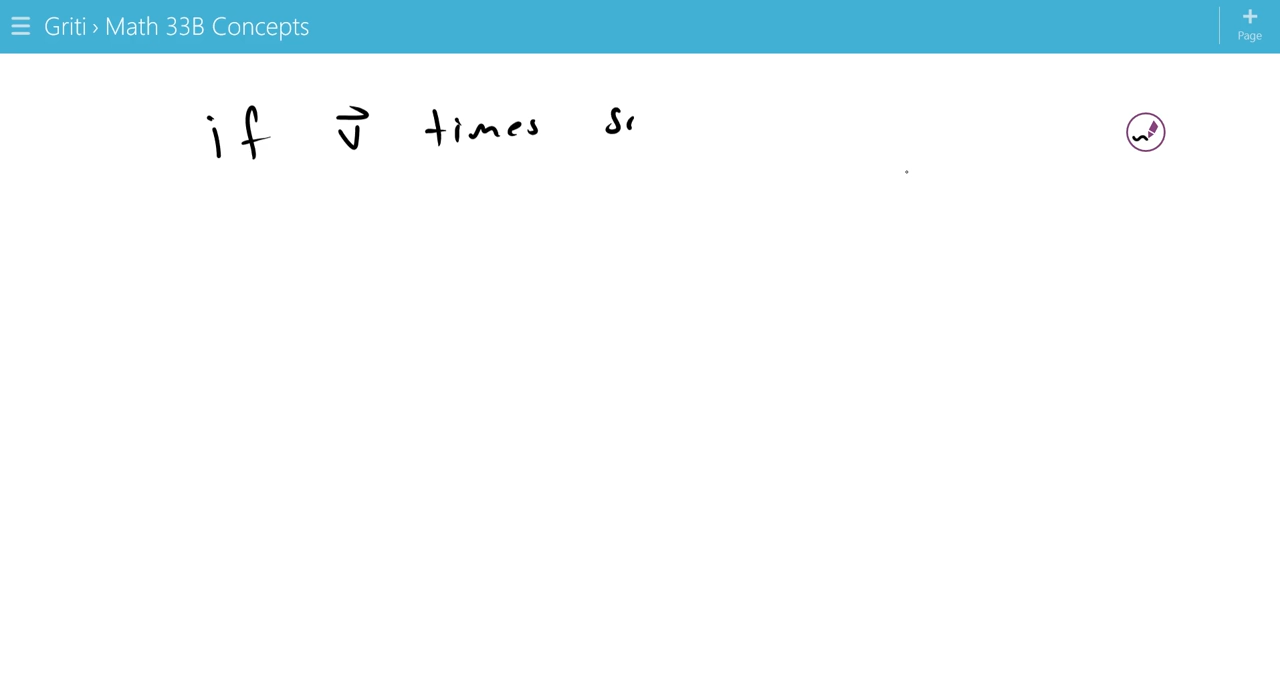 Griti › Math 33B Concepts
+
Page
if v⃗ times